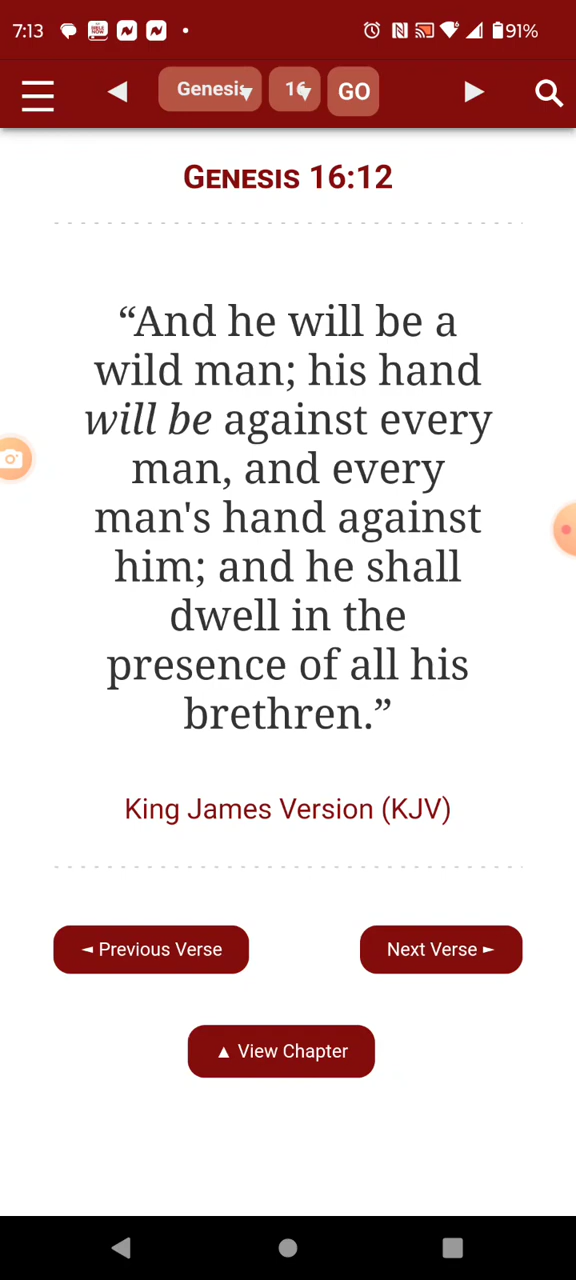 7:13 91%
Genesis 16 GO
GENESIS 16:12
“And he will be a
wild man; his hand
will be against every
man, and every
man's hand against
him; and he shall
dwell in the
presence of all his
brethren.”
King James Version (KJV)
◄ Previous Verse Next Verse ►
▲ View Chapter